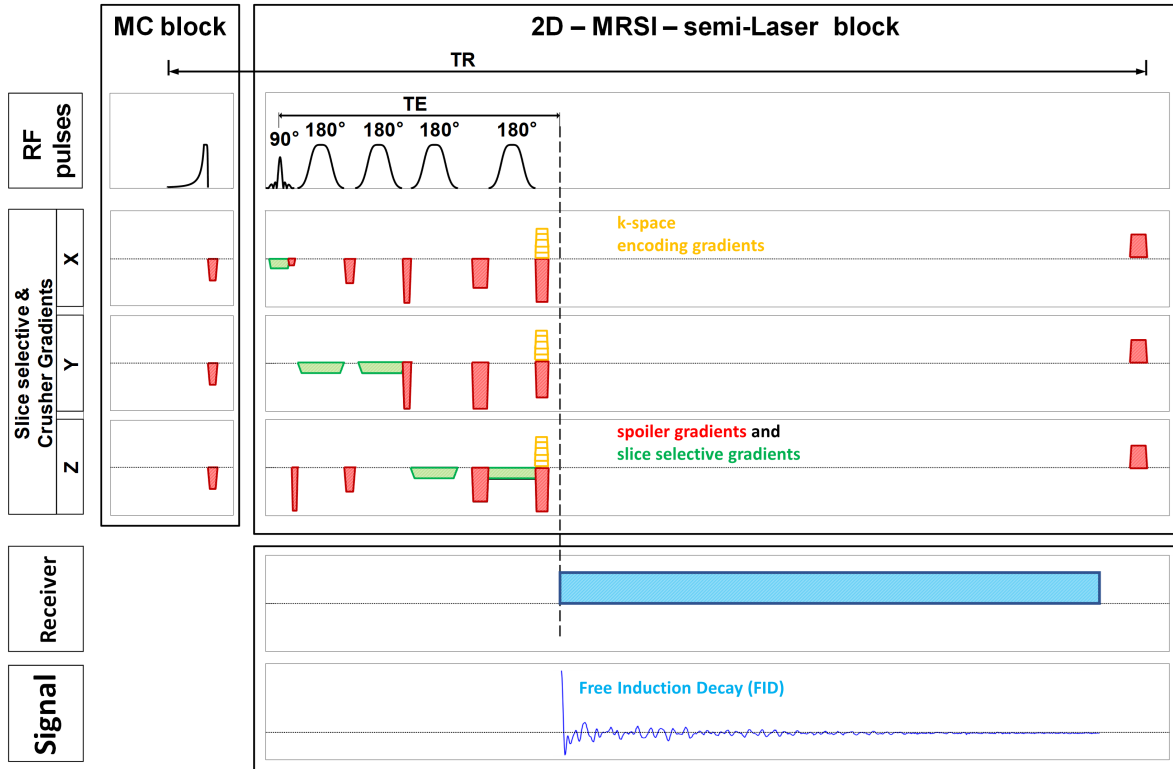 MC block
2D – MRSI – semi-Laser block
TR
RF
pulses
TE
90° 180° 180° 180° 180°
Slice selective &
Crusher Gradients
X
k-space
encoding gradients
Y
Z
spoiler gradients and
slice selective gradients
Receiver
Signal
Free Induction Decay (FID)